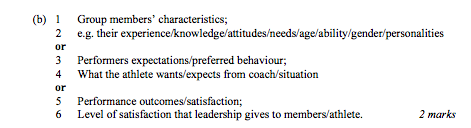 (b) 1 Group members' characteristics;
2 e.g. their experience/knowledge/attitudes/needs/age/ability/gender/personalities
or
3 Performers expectations/preferred behaviour;
4 What the athlete wants/expects from coach/situation
or
5 Performance outcomes/satisfaction;
6 Level of satisfaction that leadership gives to members/athlete. 2 marks